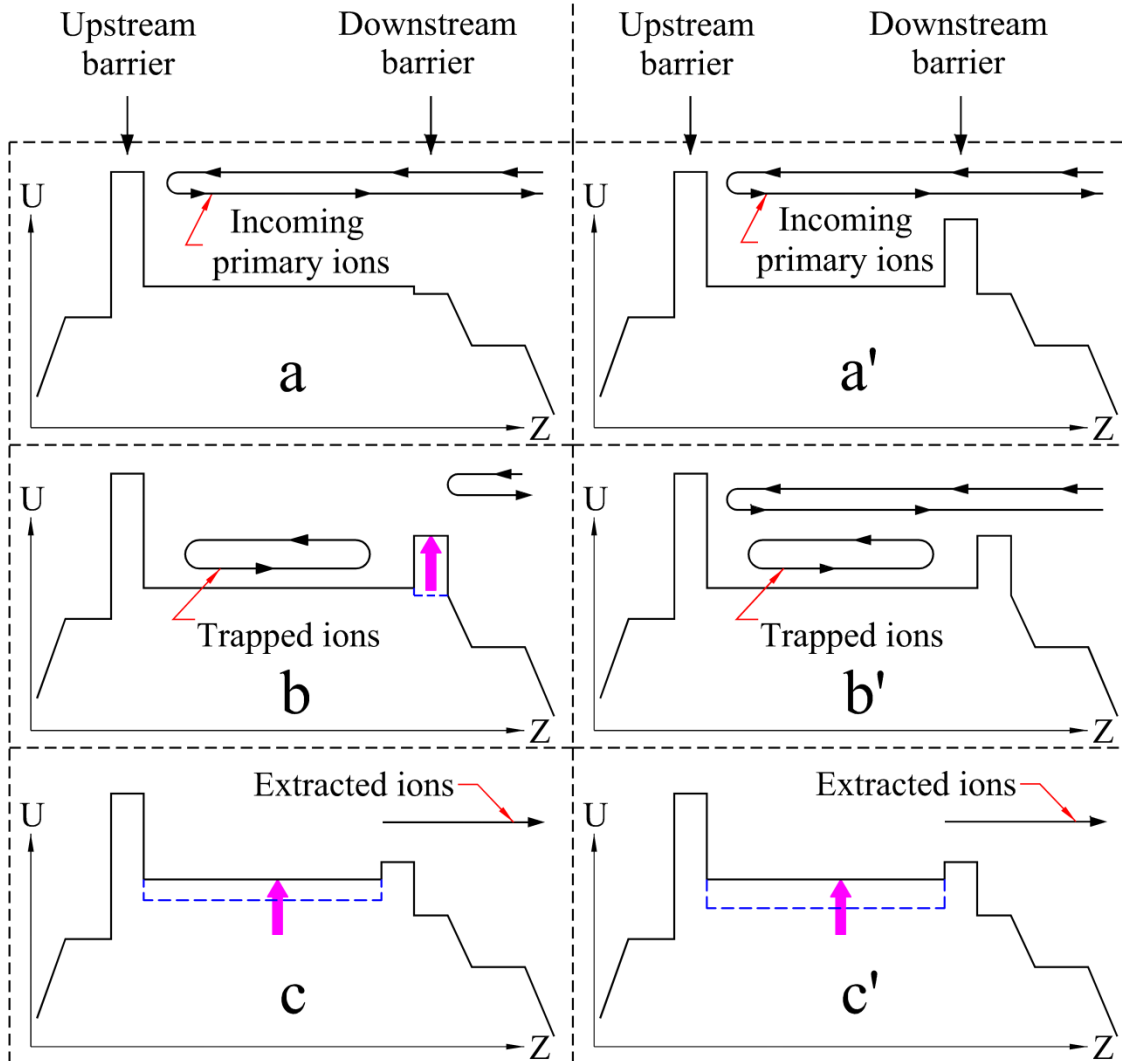 Upstream
barrier
Downstream
barrier
Upstream
barrier
Downstream
barrier
U
Incoming
primary ions
a
Z
U
Incoming
primary ions
a'
Z
U
Trapped ions
b
Z
U
Trapped ions
b'
Z
U
Extracted ions
c
Z
U
Extracted ions
c'
Z